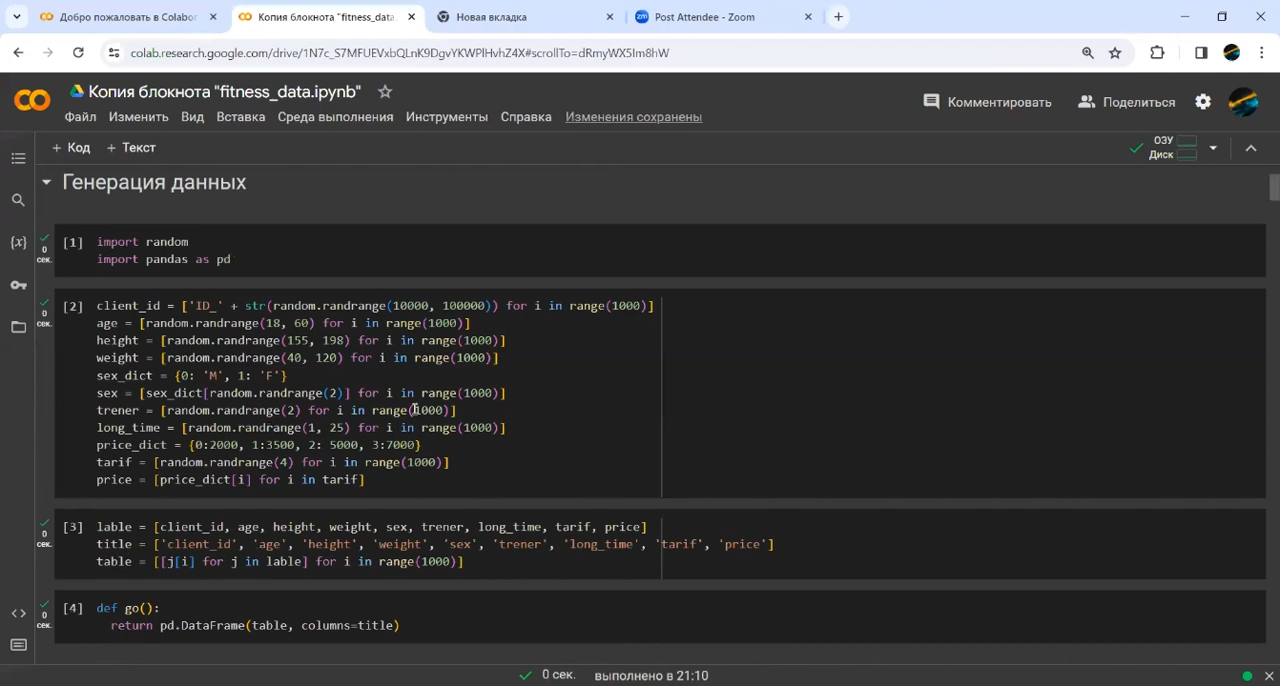 Добро пожаловать в Colabor
Копия блокнота "fitness_data.
Новая вкладка
Post Attendee - Zoom
colab.research.google.com/drive/1N7c_S7MFUEVxbQLnK9DgvYKWPlHvhZ4X#scrollTo=dRmyWX5Im8hW
Копия блокнота "fitness_data.ipynb"
Комментировать
Поделиться
Файл Изменить Вид Вставка Среда выполнения Инструменты Справка Изменения сохранены
+ Код + Текст
ОЗУ
Диск
Генерация данных
0
сек.
[1] import random
import pandas as pd
0
сек.
[2] client_id = ['ID_' + str(random.randrange(10000, 100000)) for i in range(1000)]
age = [random.randrange(18, 60) for i in range(1000)]
height = [random.randrange(155, 198) for i in range(1000)]
weight = [random.randrange(40, 120) for i in range(1000)]
sex_dict = {0: 'M', 1: 'F'}
sex = [sex_dict[random.randrange(2)] for i in range(1000)]
trener = [random.randrange(2) for i in range(1000)]
long_time = [random.randrange(1, 25) for i in range(1000)]
price_dict = {0:2000, 1:3500, 2: 5000, 3:7000}
tarif = [random.randrange(4) for i in range(1000)]
price = [price_dict[i] for i in tarif]
0
сек.
[3] lable = [client_id, age, height, weight, sex, trener, long_time, tarif, price]
title = ['client_id', 'age', 'height', 'weight', 'sex', 'trener', 'long_time', 'tarif', 'price']
table = [[j[i] for j in lable] for i in range(1000)]
0
сек.
[4] def go():
return pd.DataFrame(table, columns=title)
0 сек. выполнено в 21:10